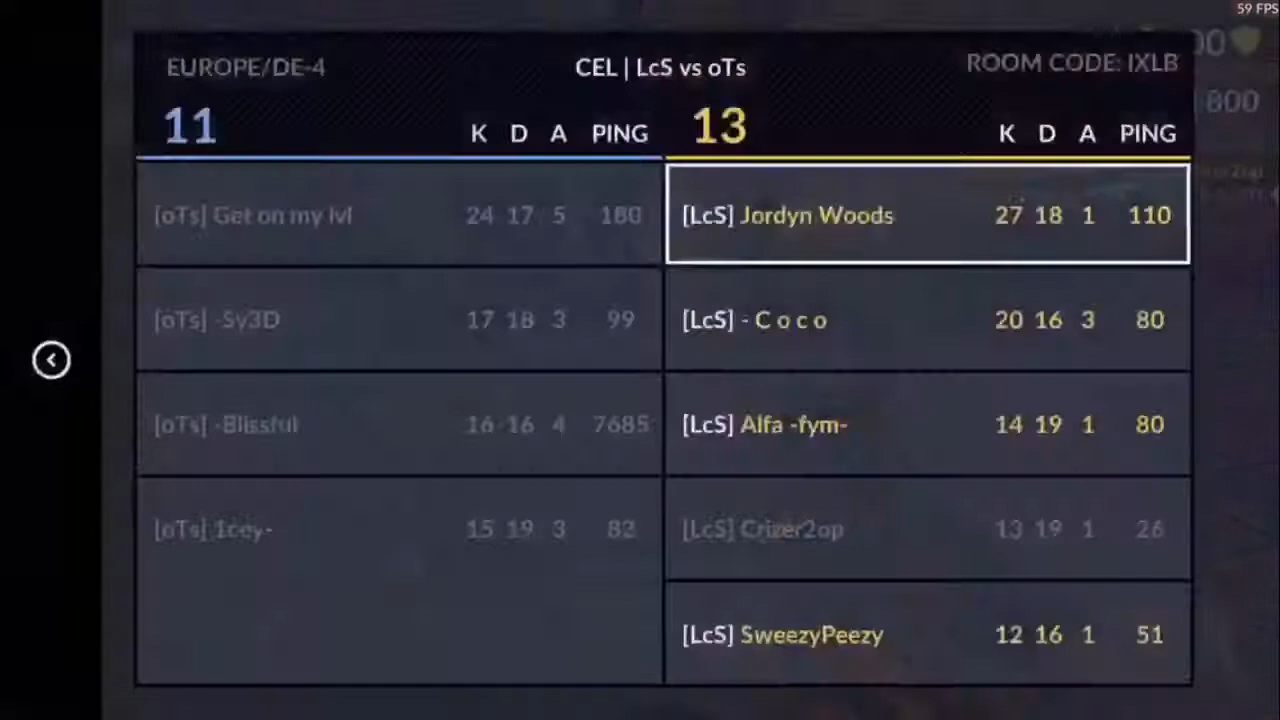 59 FPS
EUROPE/DE-4 CEL | LcS vs oTs ROOM CODE: IXLB
11 K D A PING 13 K D A PING
800
[oTs] Get on my lvl 24 17 5 180 [LcS] Jordyn Woods 27 18 1 110
[oTs] -Sy3D 17 18 3 99 [LcS] - C o c o 20 16 3 80
[oTs] -Blissful 16 16 4 7685 [LcS] Alfa -fym- 14 19 1 80
[oTs] 1cey- 15 19 3 82 [LcS] Crizer2op 13 19 1 26
[LcS] SweezyPeezy 12 16 1 51